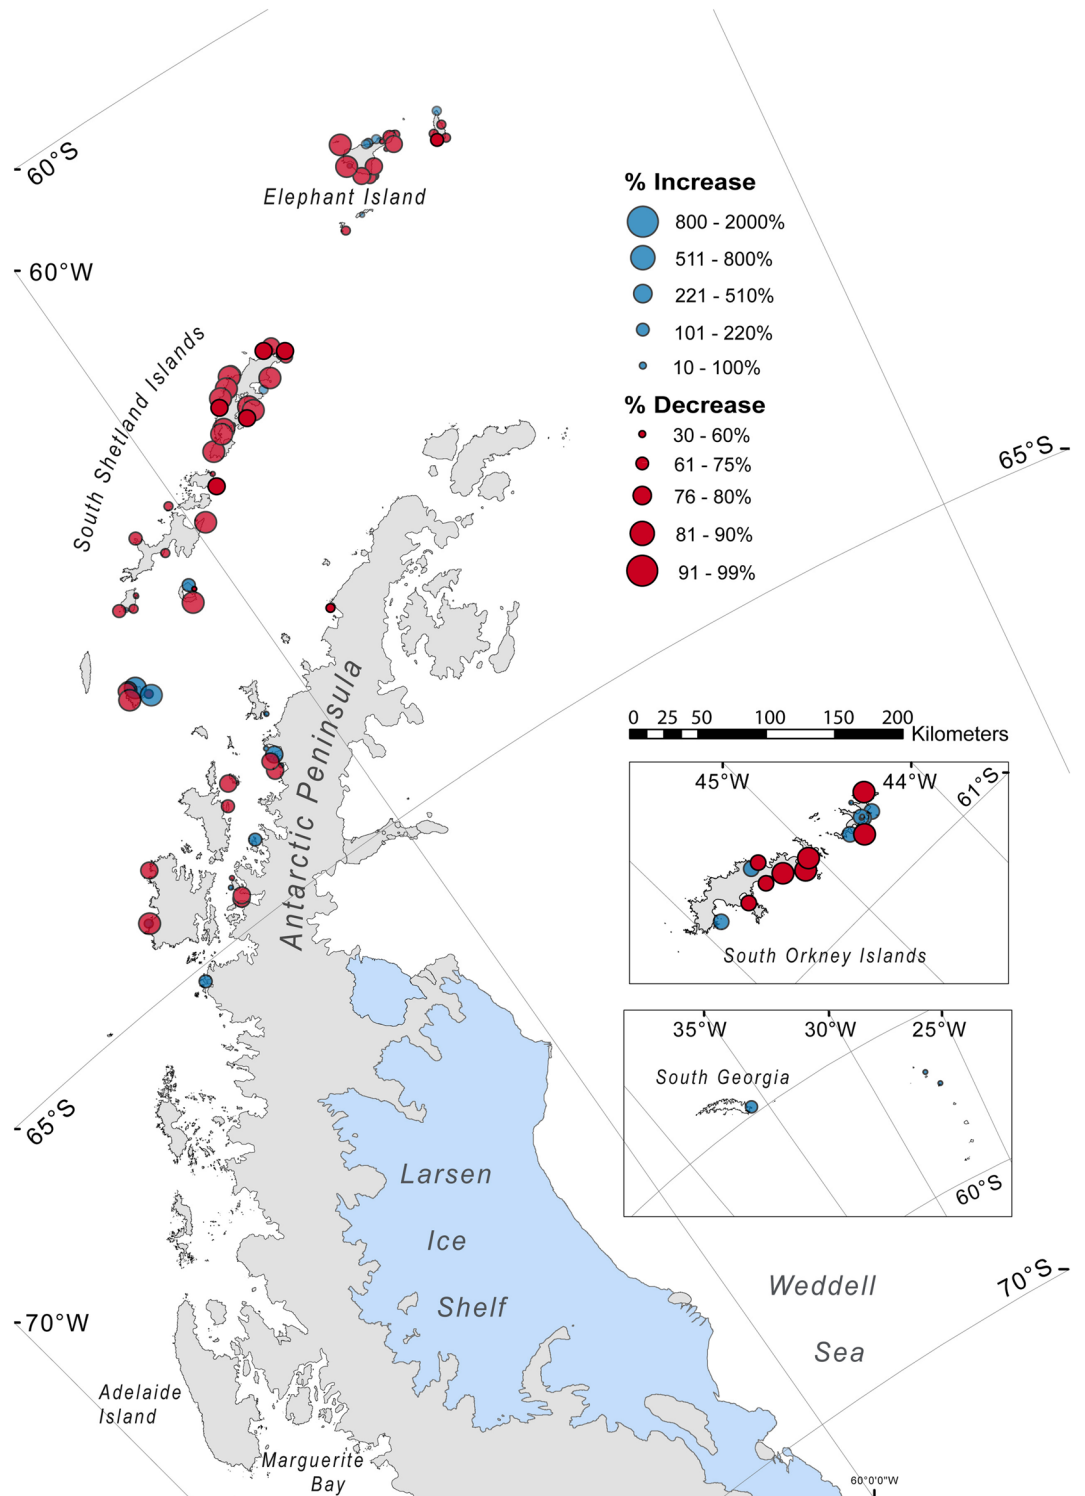 60°S
Elephant Island
60°W
% Increase
800 - 2000%
511 - 800%
221 - 510%
101 - 220%
10 - 100%
% Decrease
30 - 60%
61 - 75%
76 - 80%
81 - 90%
91 - 99%
South Shetland Islands
65°S
Antarctic Peninsula
0 25 50 100 150 200
Kilometers
45°W
44°W
61°S
South Orkney Islands
35°W
30°W
25°W
South Georgia
60°S
65°S
Larsen
Ice
Shelf
Weddell
Sea
70°S
70°W
Adelaide
Island
Marguerite
Bay
60°0'0"W